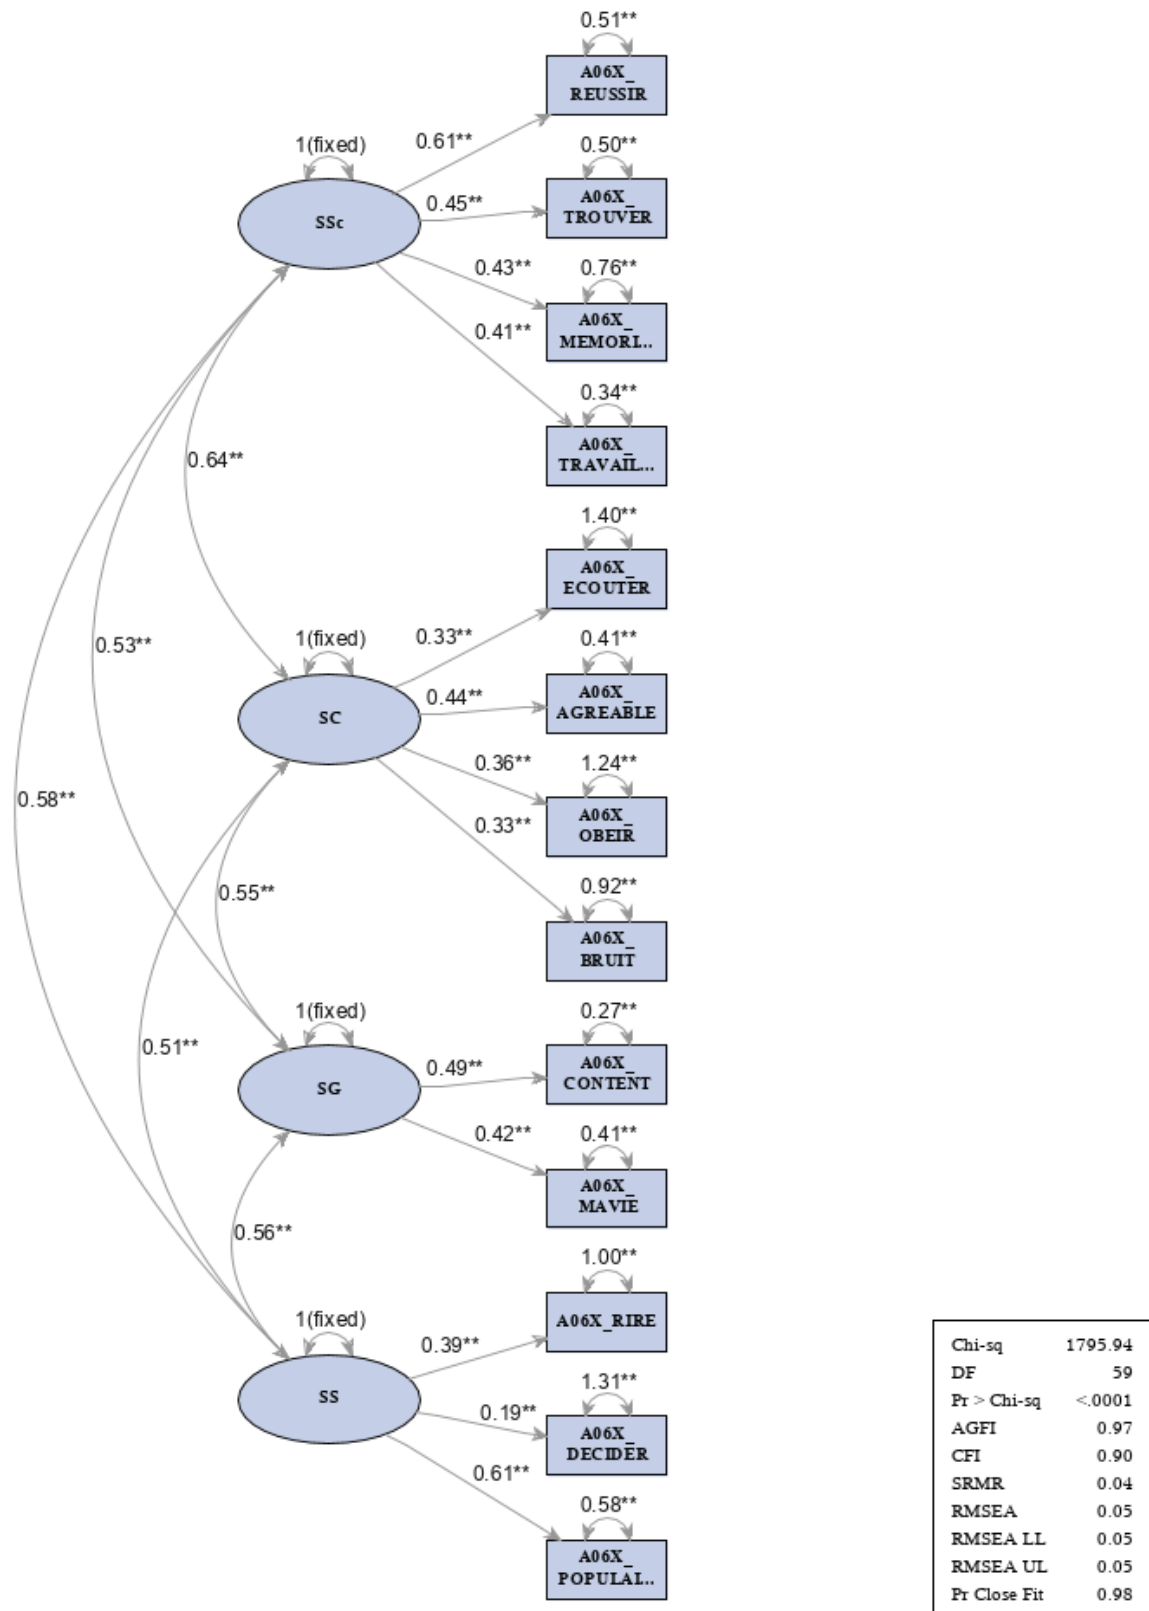 0.51**
A06X_
REUSSIR
1(fixed)
0.61**
0.50**
SSc
0.45**
A06X_
TROUVER
0.43**
0.76**
A06X_
MEMORI...
0.41**
0.34**
A06X_
TRAVAIL...
0.64**
1.40**
A06X_
ECOUTER
0.53**
1(fixed)
0.33**
0.41**
SC
0.44**
A06X_
AGREABLE
0.36**
1.24**
0.58**
A06X_
OBEIR
0.33**
0.55**
0.92**
A06X_
BRUIT
1(fixed)
0.27**
0.51**
SG
0.49**
A06X_
CONTENT
0.42**
0.41**
A06X_
MAVIE
0.56**
1.00**
1(fixed)
0.39**
A06X_RIRE
SS
0.19**
1.31**
A06X_
DECIDER
0.61**
0.58**
A06X_
POPULAI...
Chi-sq 1795.94
DF 59
Pr > Chi-sq <.0001
AGFI 0.97
CFI 0.90
SRMR 0.04
RMSEA 0.05
RMSEA LL 0.05
RMSEA UL 0.05
Pr Close Fit 0.98